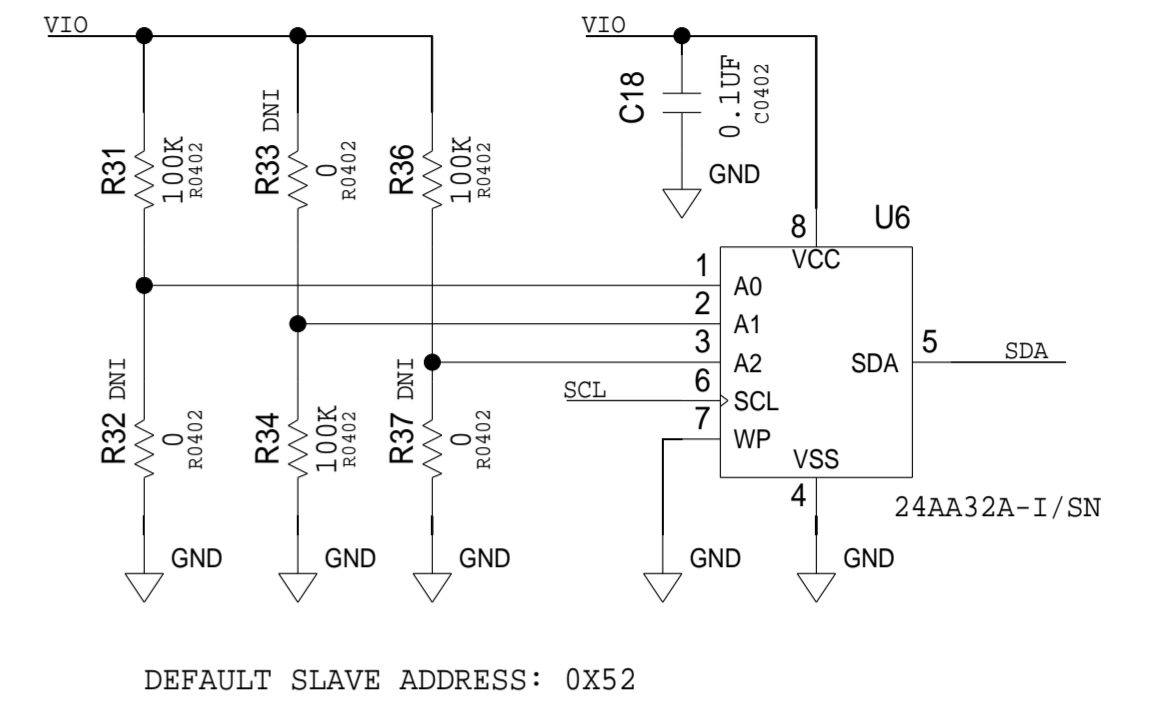 VIO
VIO
R31
100K
R0402
R33
DNI
0
R0402
R36
100K
R0402
C18
0.1UF
C0402
GND
U6
8
VCC
1
A0
2
A1
3
A2
SCL
6
SCL
7
WP
SDA
5
SDA
VSS
4
24AA32A-I/SN
R32
DNI
0
R0402
R34
100K
R0402
R37
DNI
0
R0402
GND
GND
GND
GND
GND
DEFAULT SLAVE ADDRESS: 0X52